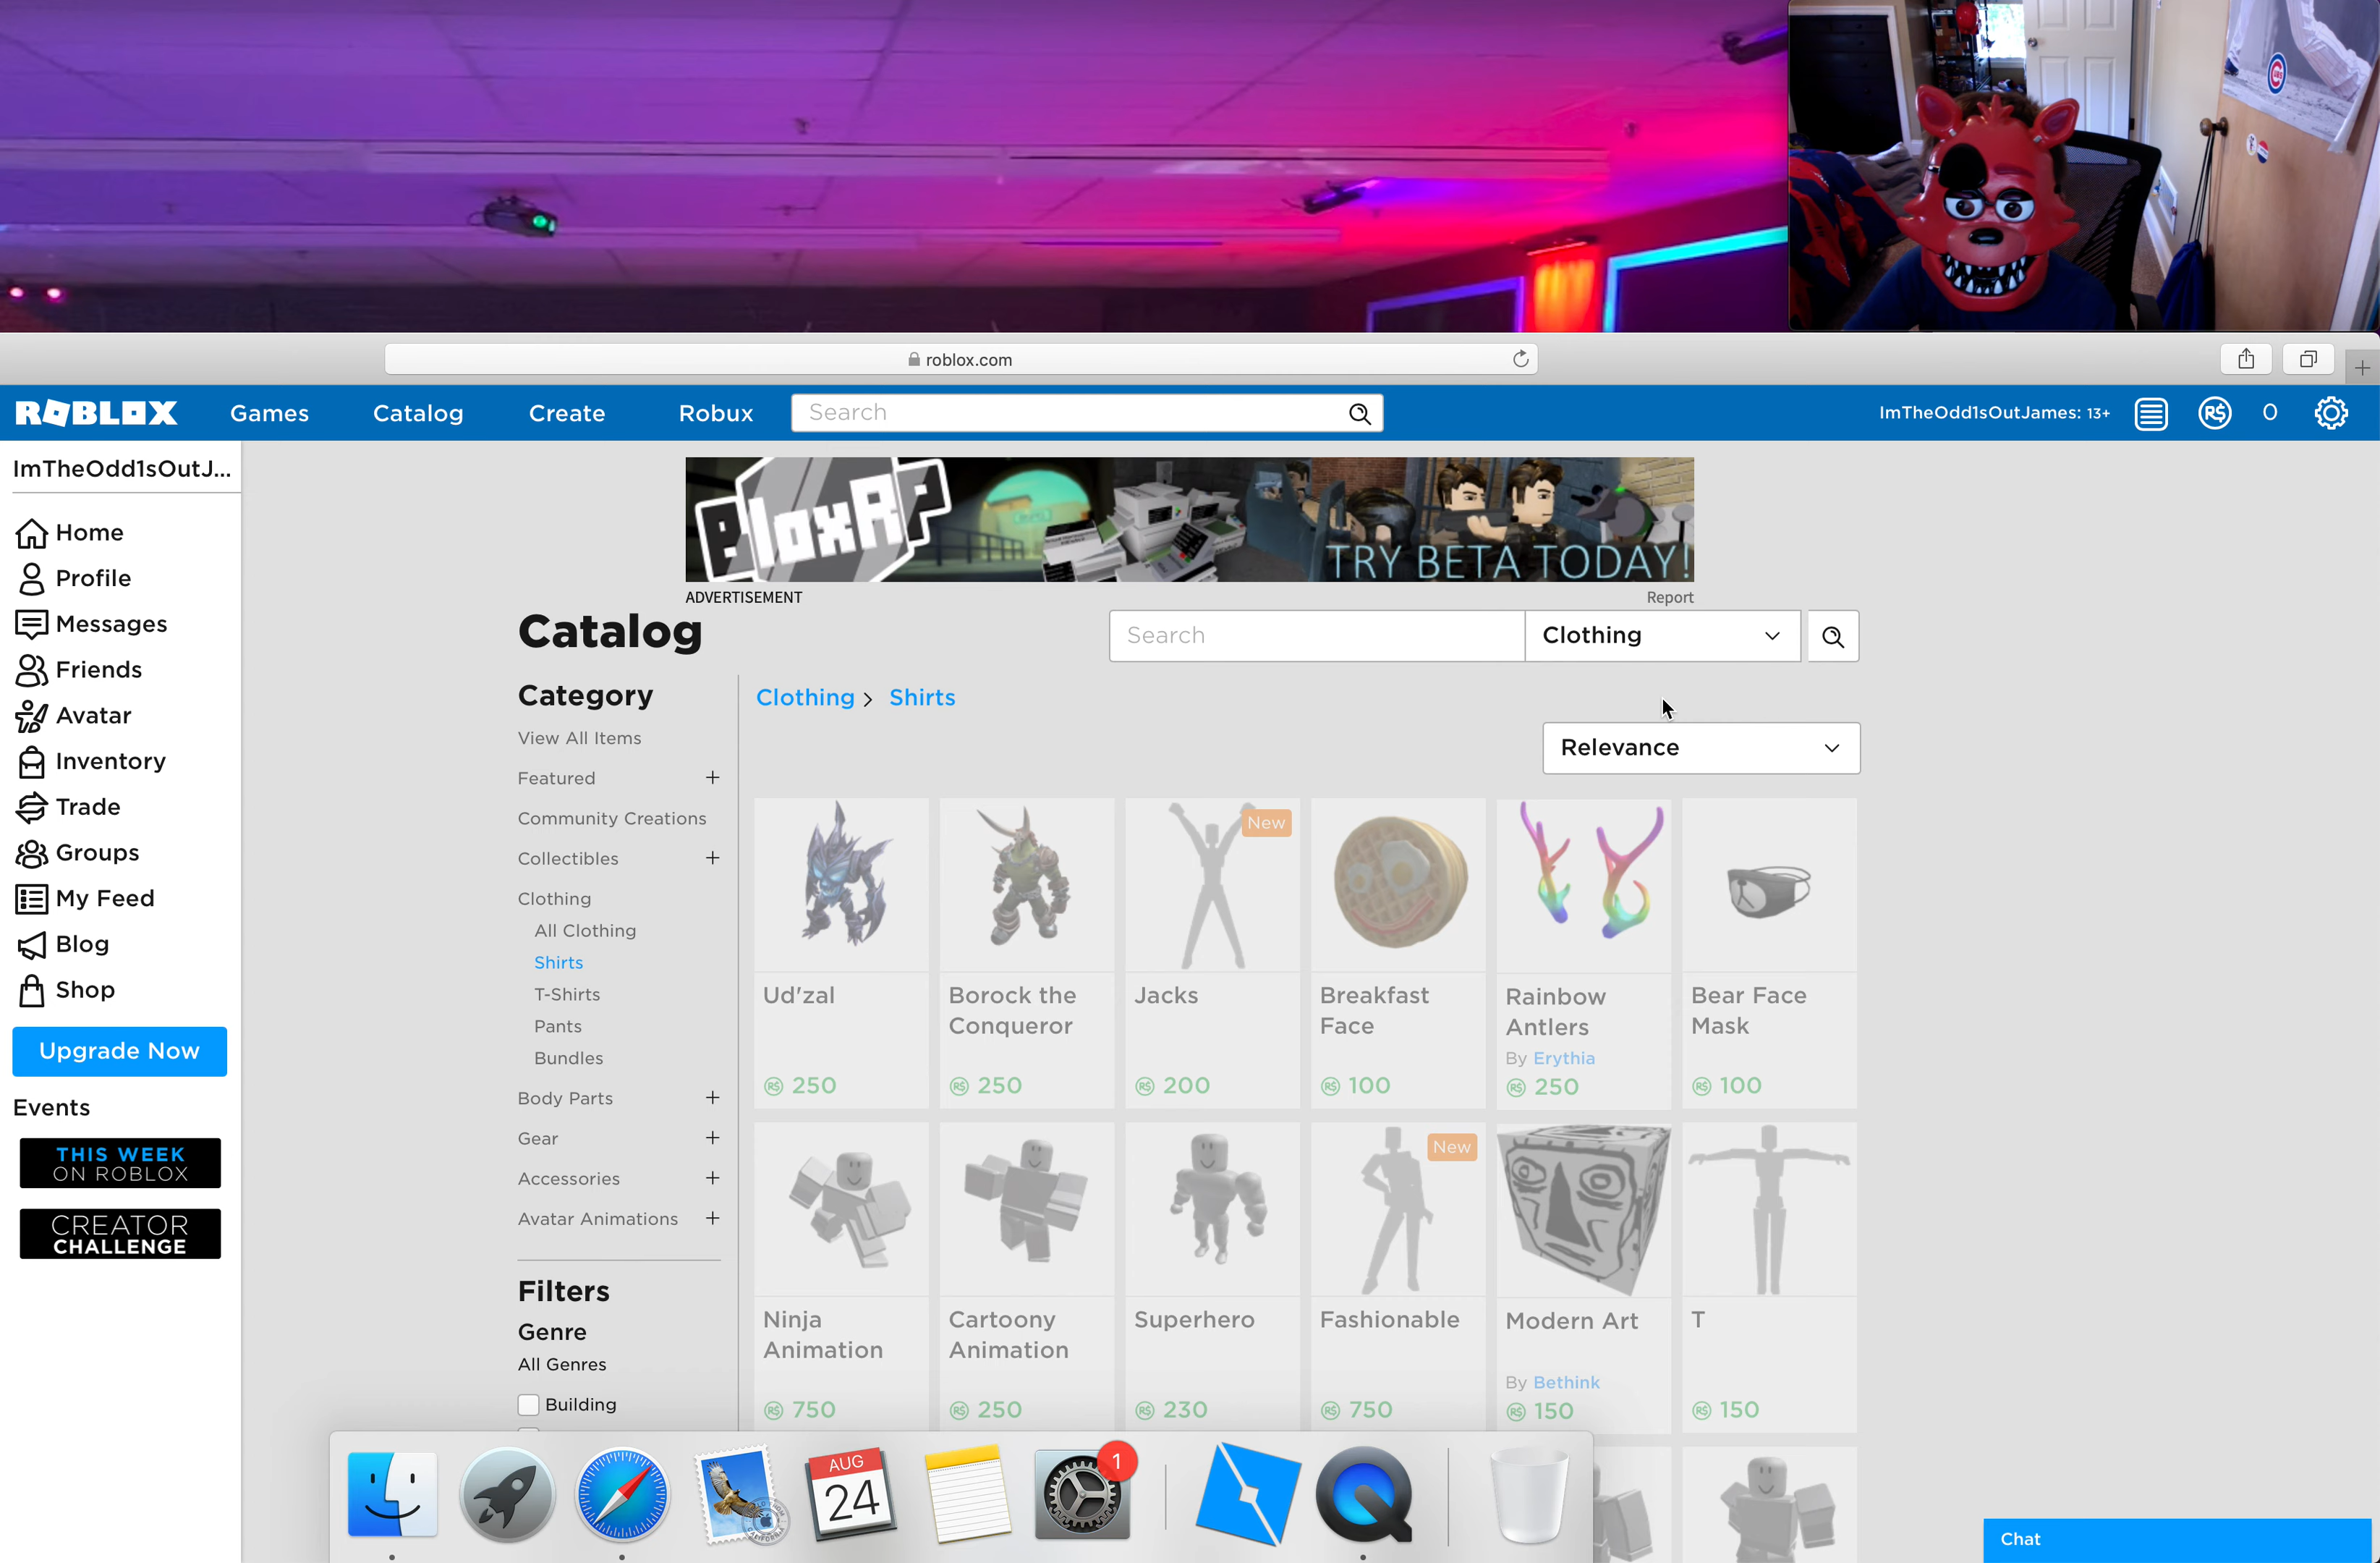 roblox.com
ROBLOX
Games
Catalog
Create
Robux
Search
ImTheOdd1sOutJames: 13+
R$
0
ImTheOdd1sOutJ...
Home
Profile
Messages
Friends
Avatar
Inventory
Trade
Groups
My Feed
Blog
Shop
Upgrade Now
Events
THIS WEEK
ON ROBLOX
CREATOR
CHALLENGE
BloxRP
TRY BETA TODAY!
ADVERTISEMENT
Report
Catalog
Search
Clothing
Category
View All Items
Featured +
Community Creations
Collectibles +
Clothing
All Clothing
Shirts
T-Shirts
Pants
Bundles
Body Parts +
Gear +
Accessories +
Avatar Animations +
Filters
Genre
All Genres
Building
Clothing > Shirts
Relevance
Ud'zal
R$ 250
Borock the
Conqueror
R$ 250
New
Jacks
R$ 200
Breakfast
Face
R$ 100
Rainbow
Antlers
By Erythia
R$ 250
Bear Face
Mask
R$ 100
Ninja
Animation
R$ 750
Cartoony
Animation
R$ 250
Superhero
R$ 230
New
Fashionable
R$ 750
Modern Art
By Bethink
R$ 150
T
R$ 150
AUG
24
1
Chat